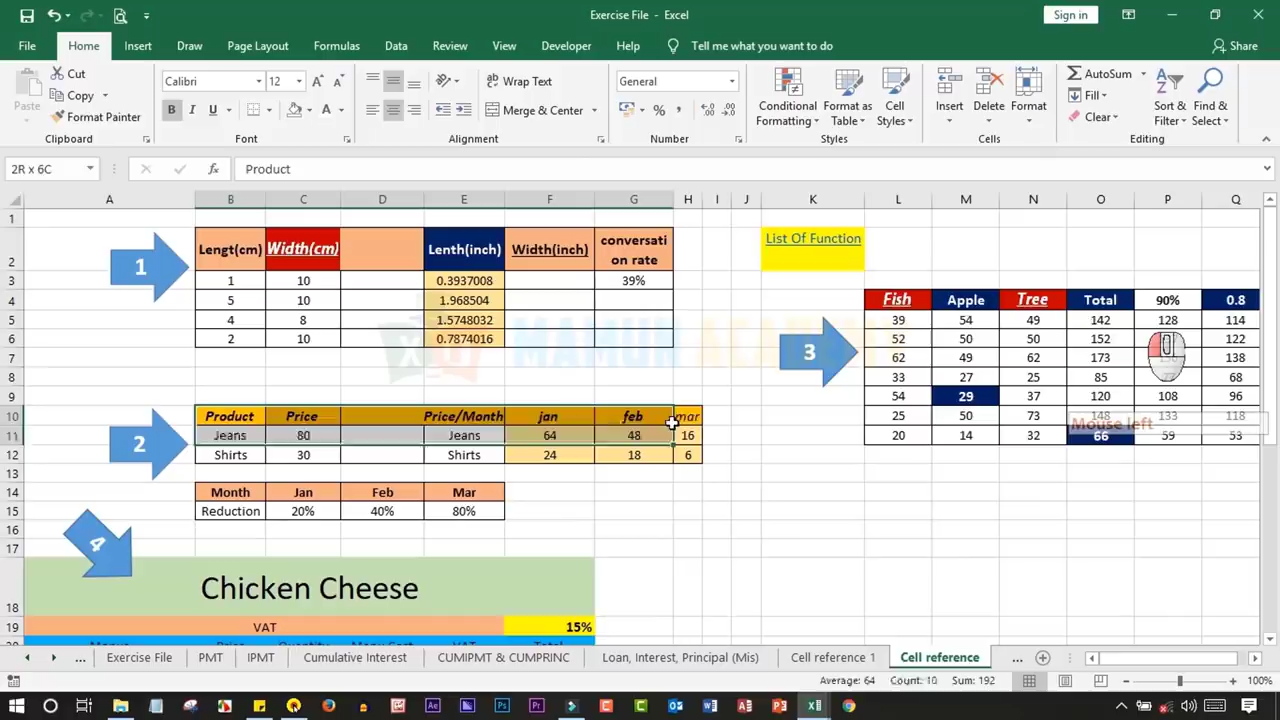 Exercise File - Excel
Sign in
File Home Insert Draw Page Layout Formulas Data Review View Developer Help Tell me what you want to do Share
Paste
Cut
Copy
Format Painter
Clipboard
Calibri 12
B I U
Font
Wrap Text
Merge & Center
Alignment
General
Number
Conditional Formatting
Format as Table
Cell Styles
Styles
Insert Delete Format
Cells
AutoSum
Fill
Clear
Sort & Filter
Find & Select
Editing
2R x 6C
fx Product
A B C D E F G H I J K L M N O P Q
1
2 Lengt(cm) Width(cm) Lenth(inch) Width(inch) conversati
on rate
List Of Function
3 1 10 0.3937008 39%
4 5 10 1.968504 Fish Apple Tree Total 90% 0.8
5 4 8 1.5748032 39 54 49 142 128 114
6 2 10 0.7874016 52 50 50 152 122
7 62 49 62 173 138
8 33 27 25 85 68
9 29 54 37 120 108 96
10 Product Price Price/Month jan feb mar 25 50 73 148 133 118
11 Jeans 80 Jeans 64 48 16 20 14 32 66 59 53
12 Shirts 30 Shirts 24 18 6
13
14 Month Jan Feb Mar
15 Reduction 20% 40% 80%
16
17
18 Chicken Cheese
19 VAT 15%
1
2
3
4
MAMUN ACADEMY
Mouse left
... Exercise File PMT IPMT Cumulative Interest CUMIPMT & CUMPRINC Loan, Interest, Principal (Mis) Cell reference 1 Cell reference ...
Average: 64 Count: 10 Sum: 192 100%